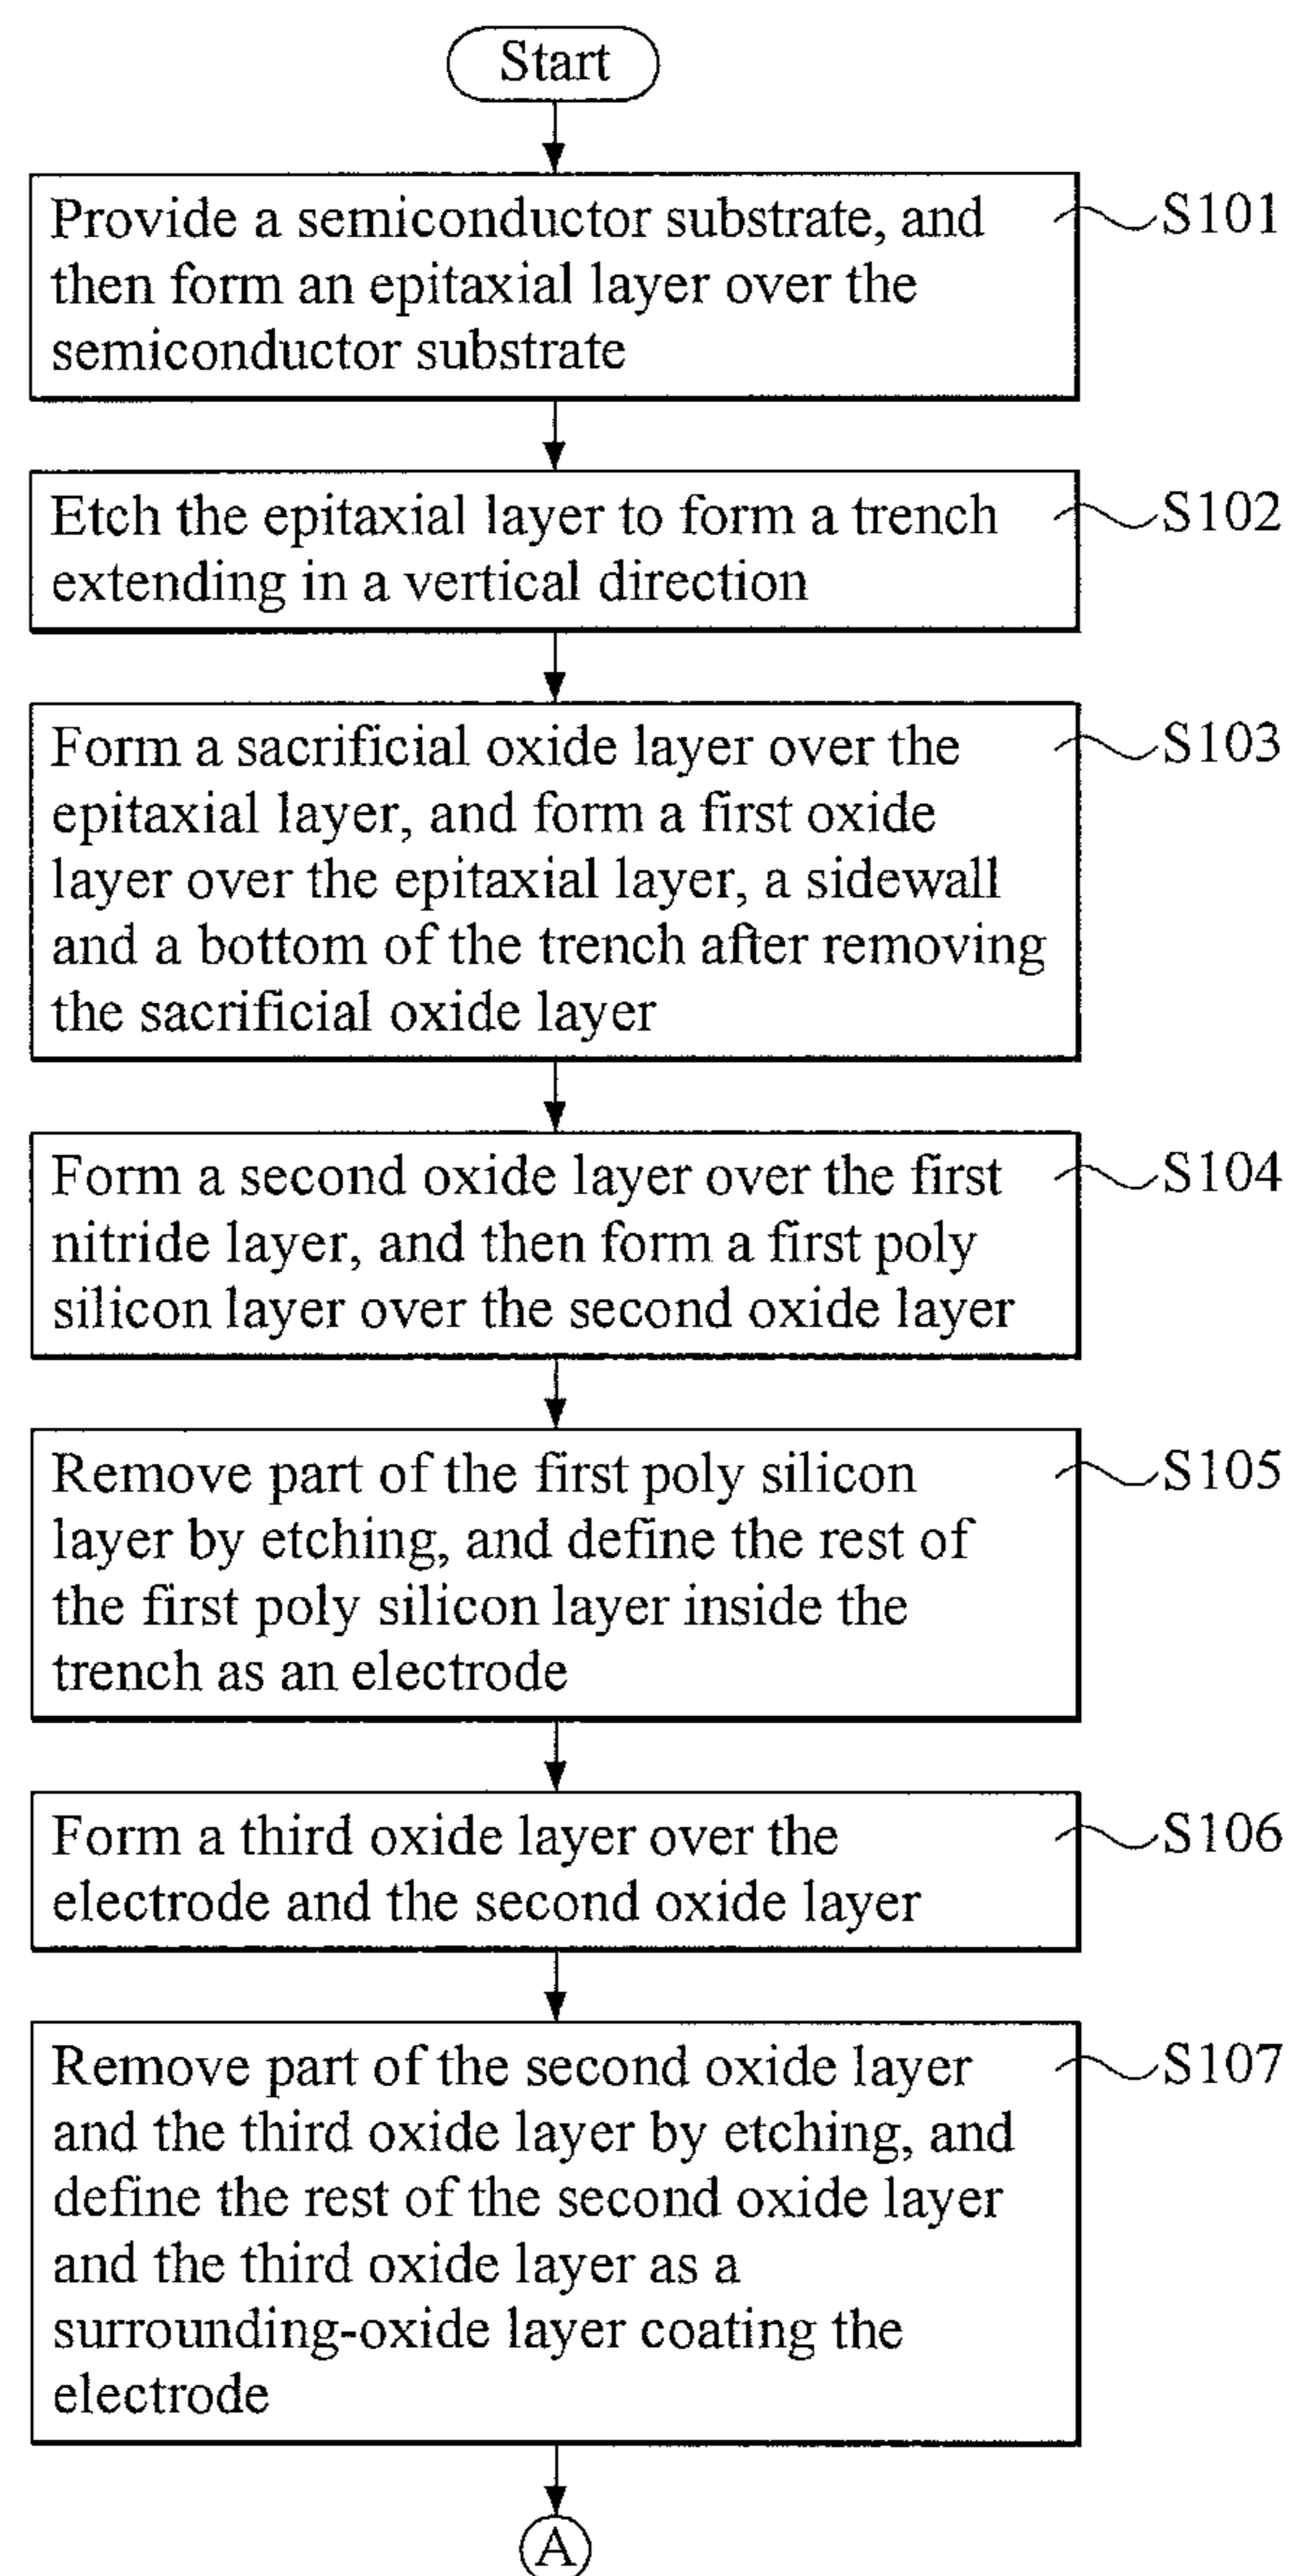 Start
Provide a semiconductor substrate, and
then form an epitaxial layer over the
semiconductor substrate
S101
Etch the epitaxial layer to form a trench
extending in a vertical direction
S102
Form a sacrificial oxide layer over the
epitaxial layer, and form a first oxide
layer over the epitaxial layer, a sidewall
and a bottom of the trench after removing
the sacrificial oxide layer
S103
Form a second oxide layer over the first
nitride layer, and then form a first poly
silicon layer over the second oxide layer
S104
Remove part of the first poly silicon
layer by etching, and define the rest of
the first poly silicon layer inside the
trench as an electrode
S105
Form a third oxide layer over the
electrode and the second oxide layer
S106
Remove part of the second oxide layer
and the third oxide layer by etching, and
define the rest of the second oxide layer
and the third oxide layer as a
surrounding-oxide layer coating the
electrode
S107
A